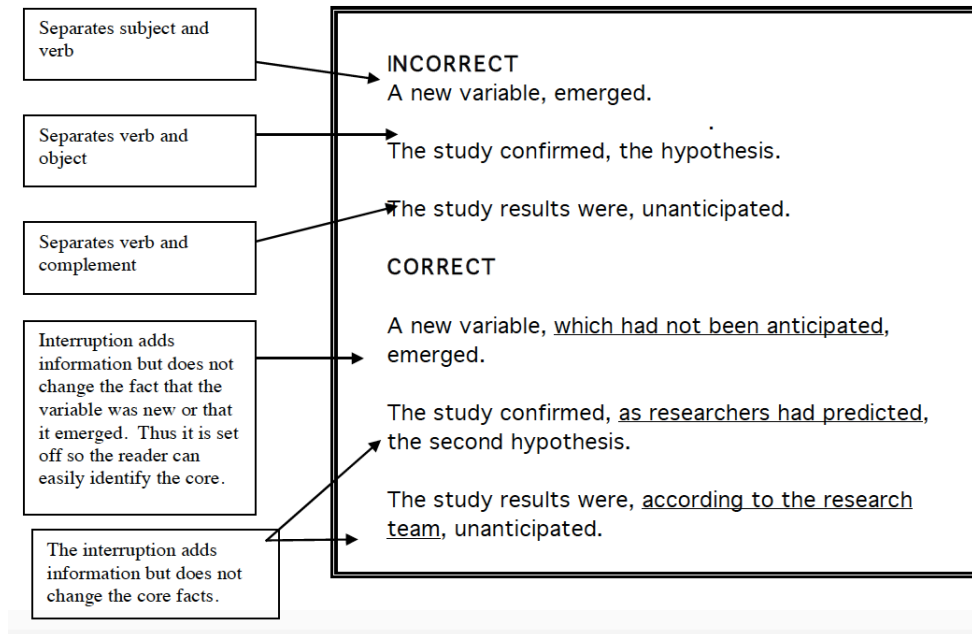 Separates subject and
verb
Separates verb and
object
Separates verb and
complement
Interruption adds
information but does not
change the fact that the
variable was new or that
it emerged.  Thus it is set
off so the reader can
easily identify the core.
The interruption adds
information but does not
change the core facts.
INCORRECT
A new variable, emerged.
.
The study confirmed, the hypothesis.
The study results were, unanticipated.
CORRECT
A new variable, which had not been anticipated,
emerged.
The study confirmed, as researchers had predicted,
the second hypothesis.
The study results were, according to the research
team, unanticipated.